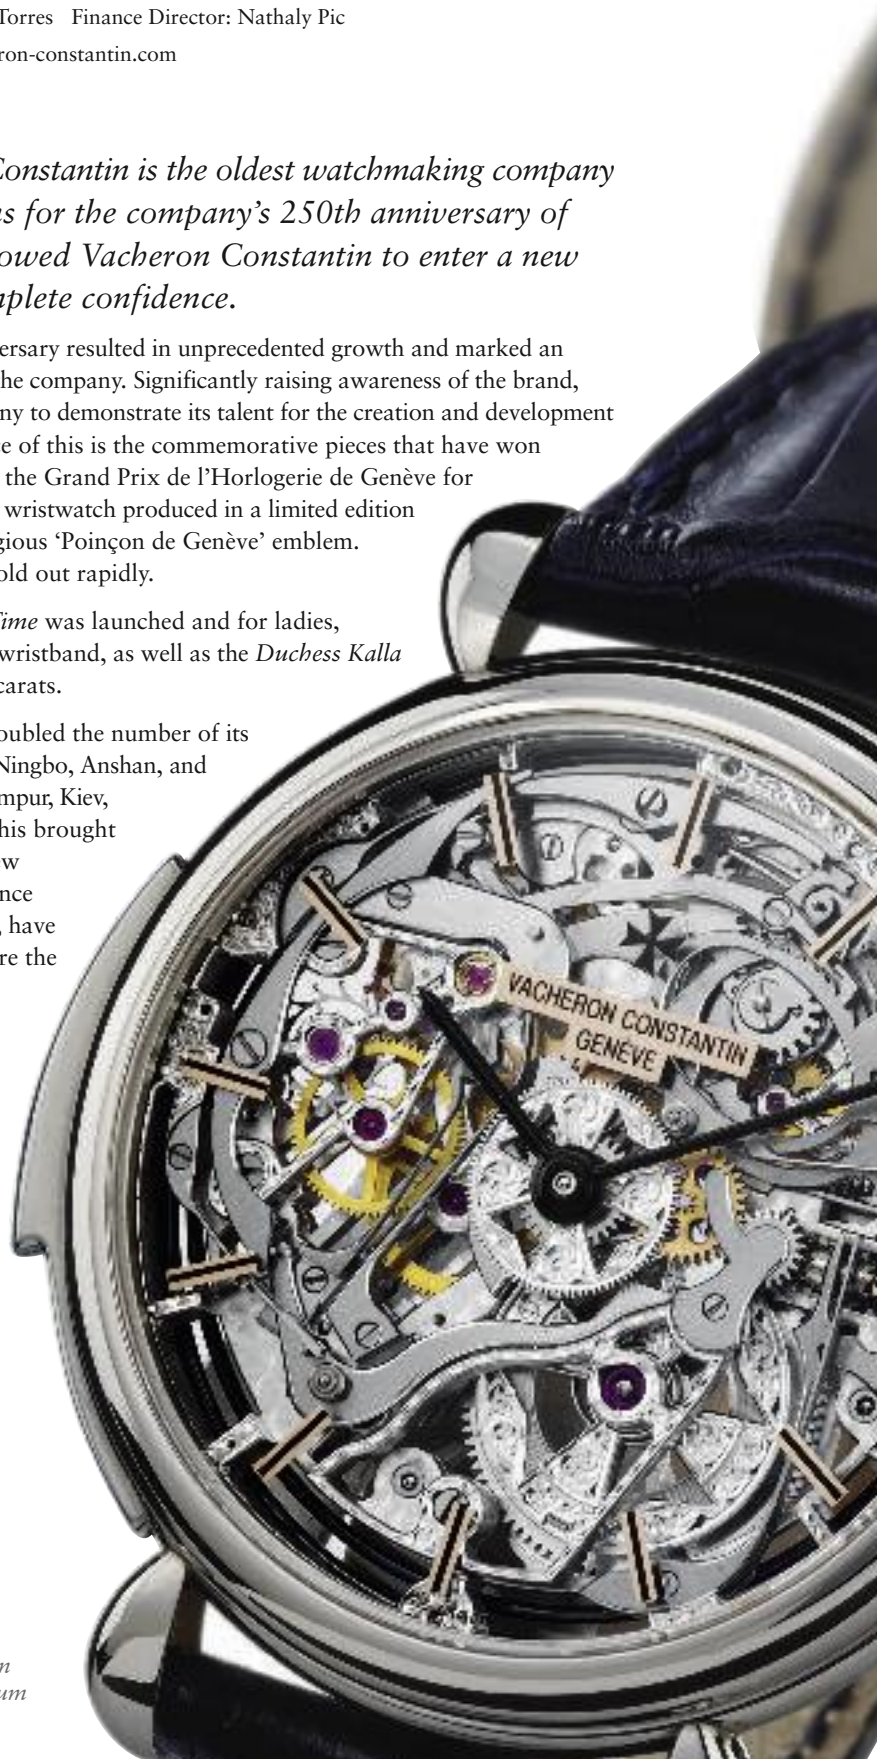 Torres Finance Director: Nathaly Pic
ron-constantin.com
Constantin is the oldest watchmaking company
s for the company’s 250th anniversary of
owed Vacheron Constantin to enter a new
plete confidence.
ersary resulted in unprecedented growth and marked an
he company. Significantly raising awareness of the brand,
ny to demonstrate its talent for the creation and development
e of this is the commemorative pieces that have won
the Grand Prix de l’Horlogerie de Genève for
wristwatch produced in a limited edition
gious ‘Poinçon de Genève’ emblem.
old out rapidly.
Time was launched and for ladies,
wristband, as well as the Duchess Kalla
carats.
oubled the number of its
Ningbo, Anshan, and
mpur, Kiev,
his brought
ew
nce
, have
re the
VACHERON CONSTANTIN
GENÈVE
n
um